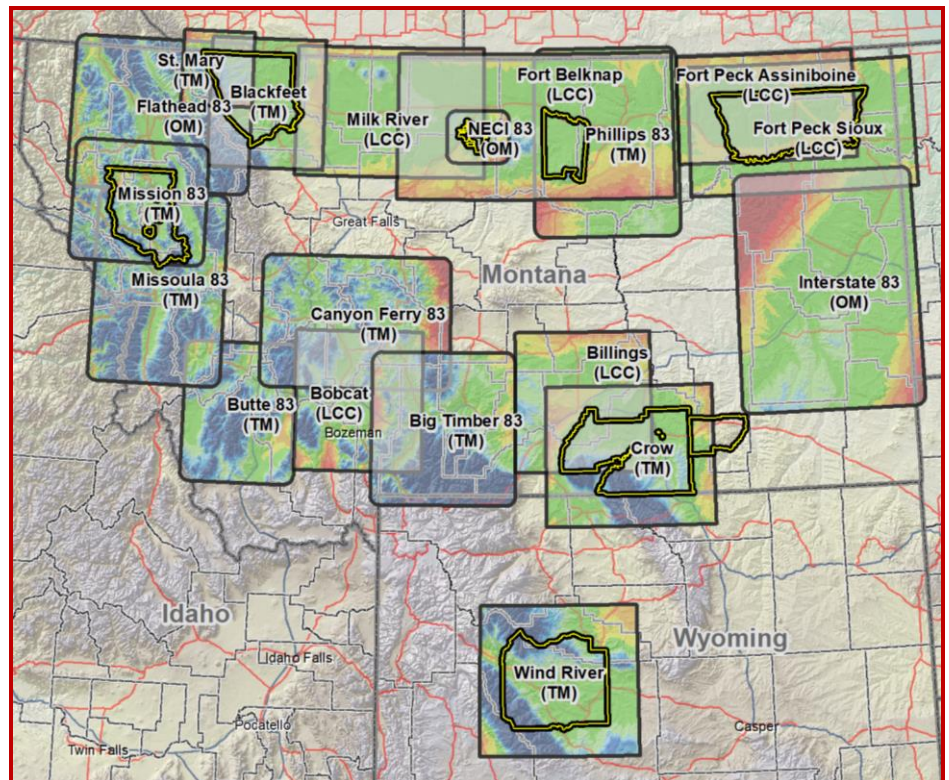 St. Mary
(TM)
Flathead 83
(OM)
Blackfeet
(TM)
Milk River
(LCC)
NECI 83
(OM)
Fort Belknap
(LCC)
Phillips 83
(TM)
Fort Peck Assiniboine
(LCC)
Fort Peck Sioux
(LCC)
Mission 83
(TM)
Great Falls
Montana
Missoula 83
(TM)
Interstate 83
(OM)
Canyon Ferry 83
(TM)
Billings
(LCC)
Butte 83
(TM)
Bobcat
(LCC)
Bozeman
Big Timber 83
(TM)
Crow
(TM)
Idaho
Wyoming
Idaho Falls
Wind River
(TM)
Pocatello
Casper
Twin Falls